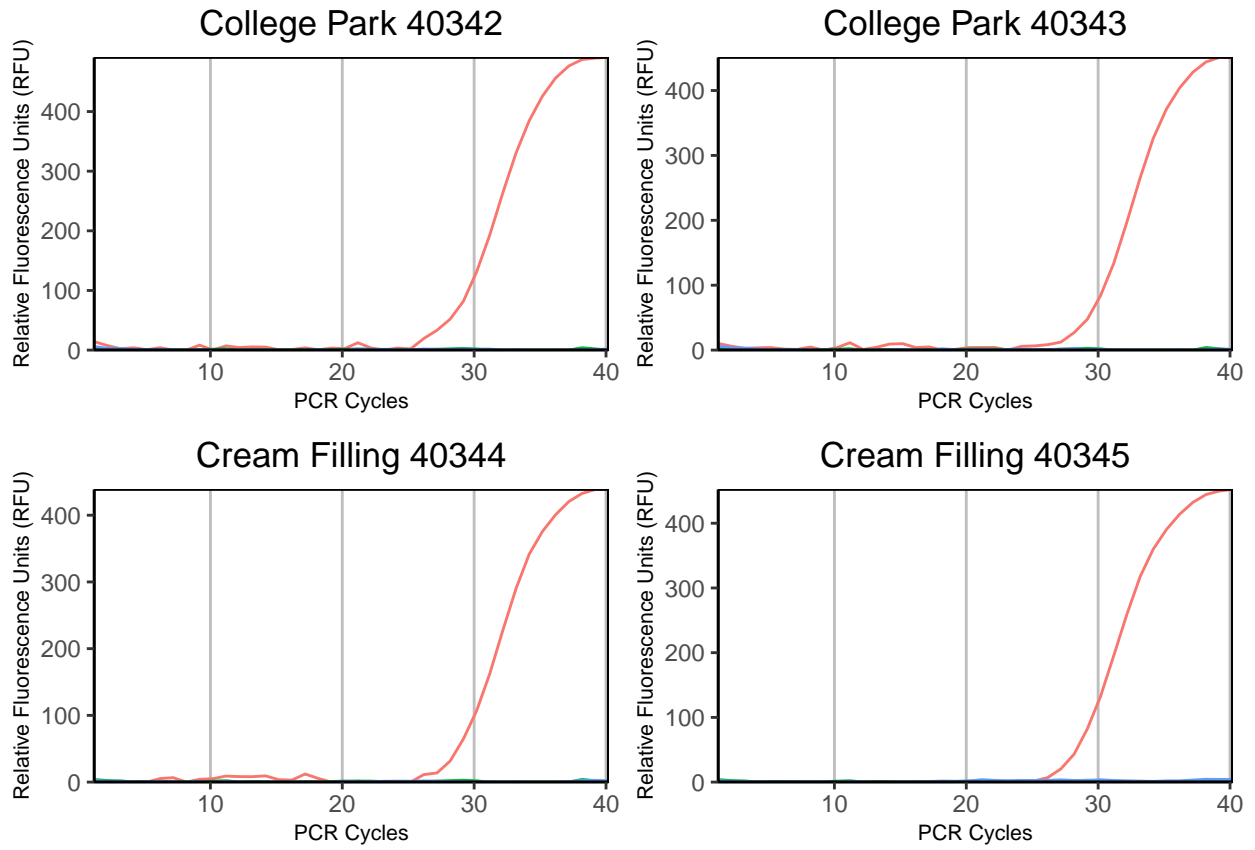 College Park 40342
Relative Fluorescence Units (RFU)
400
300
200
100
0
10 20 30 40
PCR Cycles
College Park 40343
Relative Fluorescence Units (RFU)
400
300
200
100
0
10 20 30 40
PCR Cycles
Cream Filling 40344
Relative Fluorescence Units (RFU)
400
300
200
100
0
10 20 30 40
PCR Cycles
Cream Filling 40345
Relative Fluorescence Units (RFU)
400
300
200
100
0
10 20 30 40
PCR Cycles